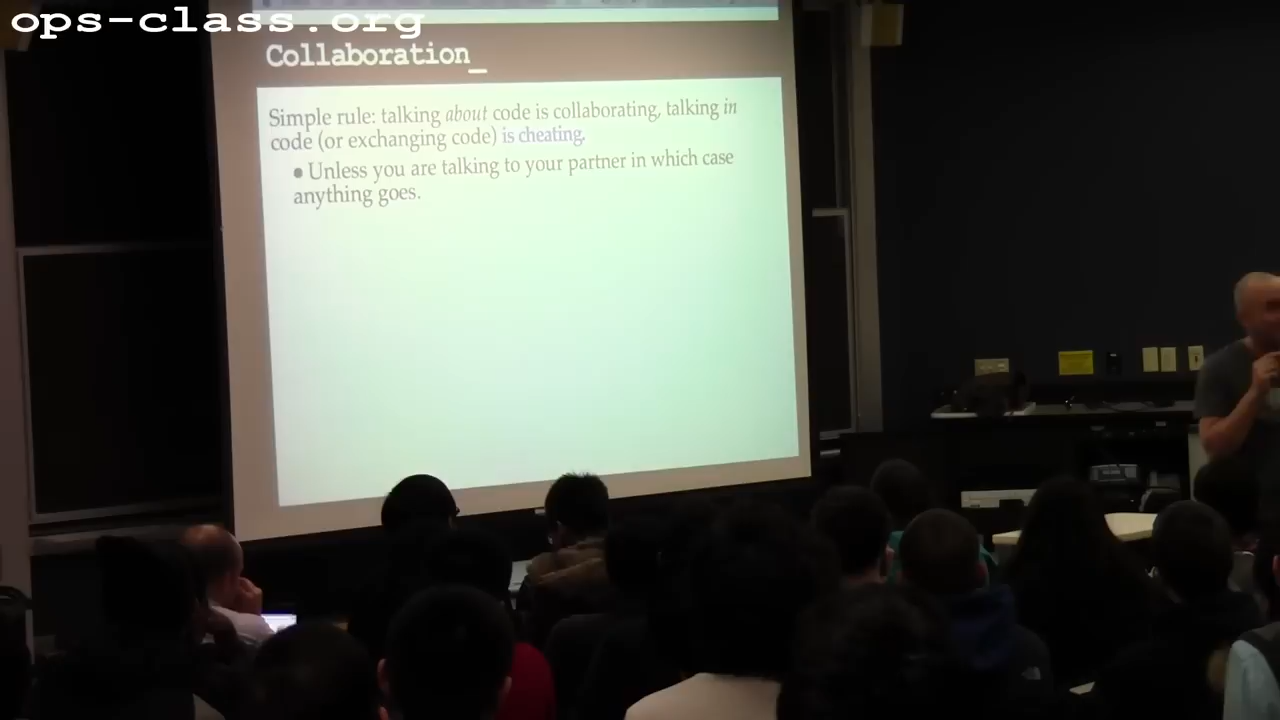 ops-class.org
Collaboration_
Simple rule: talking about code is collaborating, talking in
code (or exchanging code) is cheating.
• Unless you are talking to your partner in which case
anything goes.